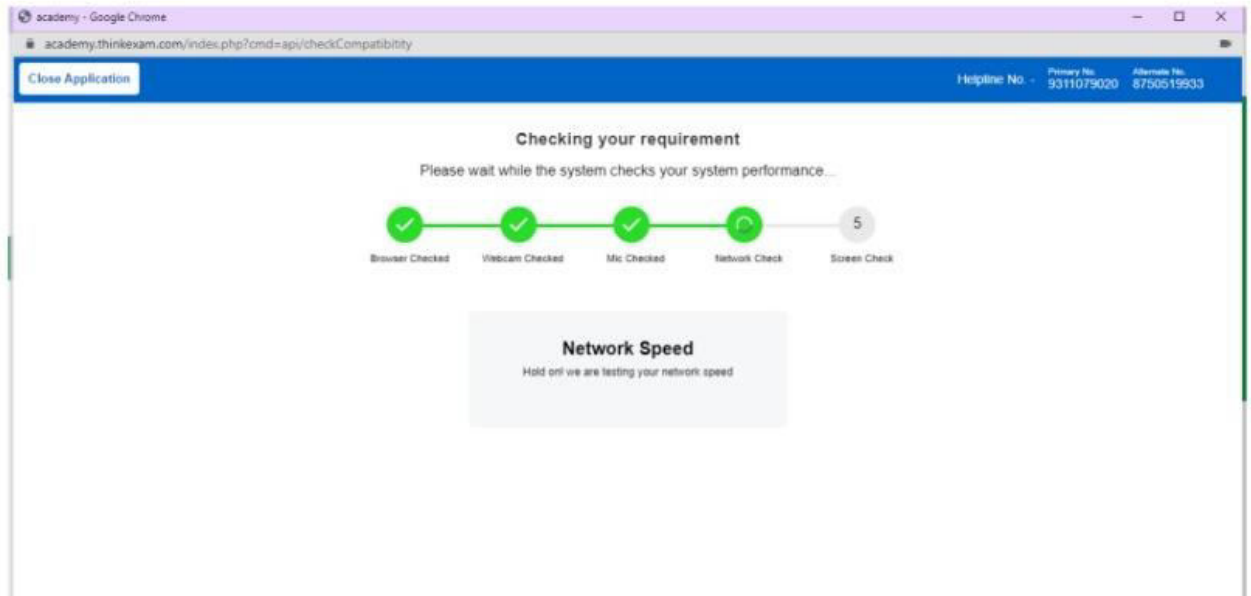 academy - Google Chrome
academy.thinkexam.com/index.php?cmd=api/checkCompatibitity
Close Application
Helpline No. -
Primary No.
9311079020
Alternate No.
8750519933
Checking your requirement
Please wait while the system checks your system performance...
5
Browser Checked
Webcam Checked
Mic Checked
Network Check
Screen Check
Network Speed
Hold on! we are testing your network speed